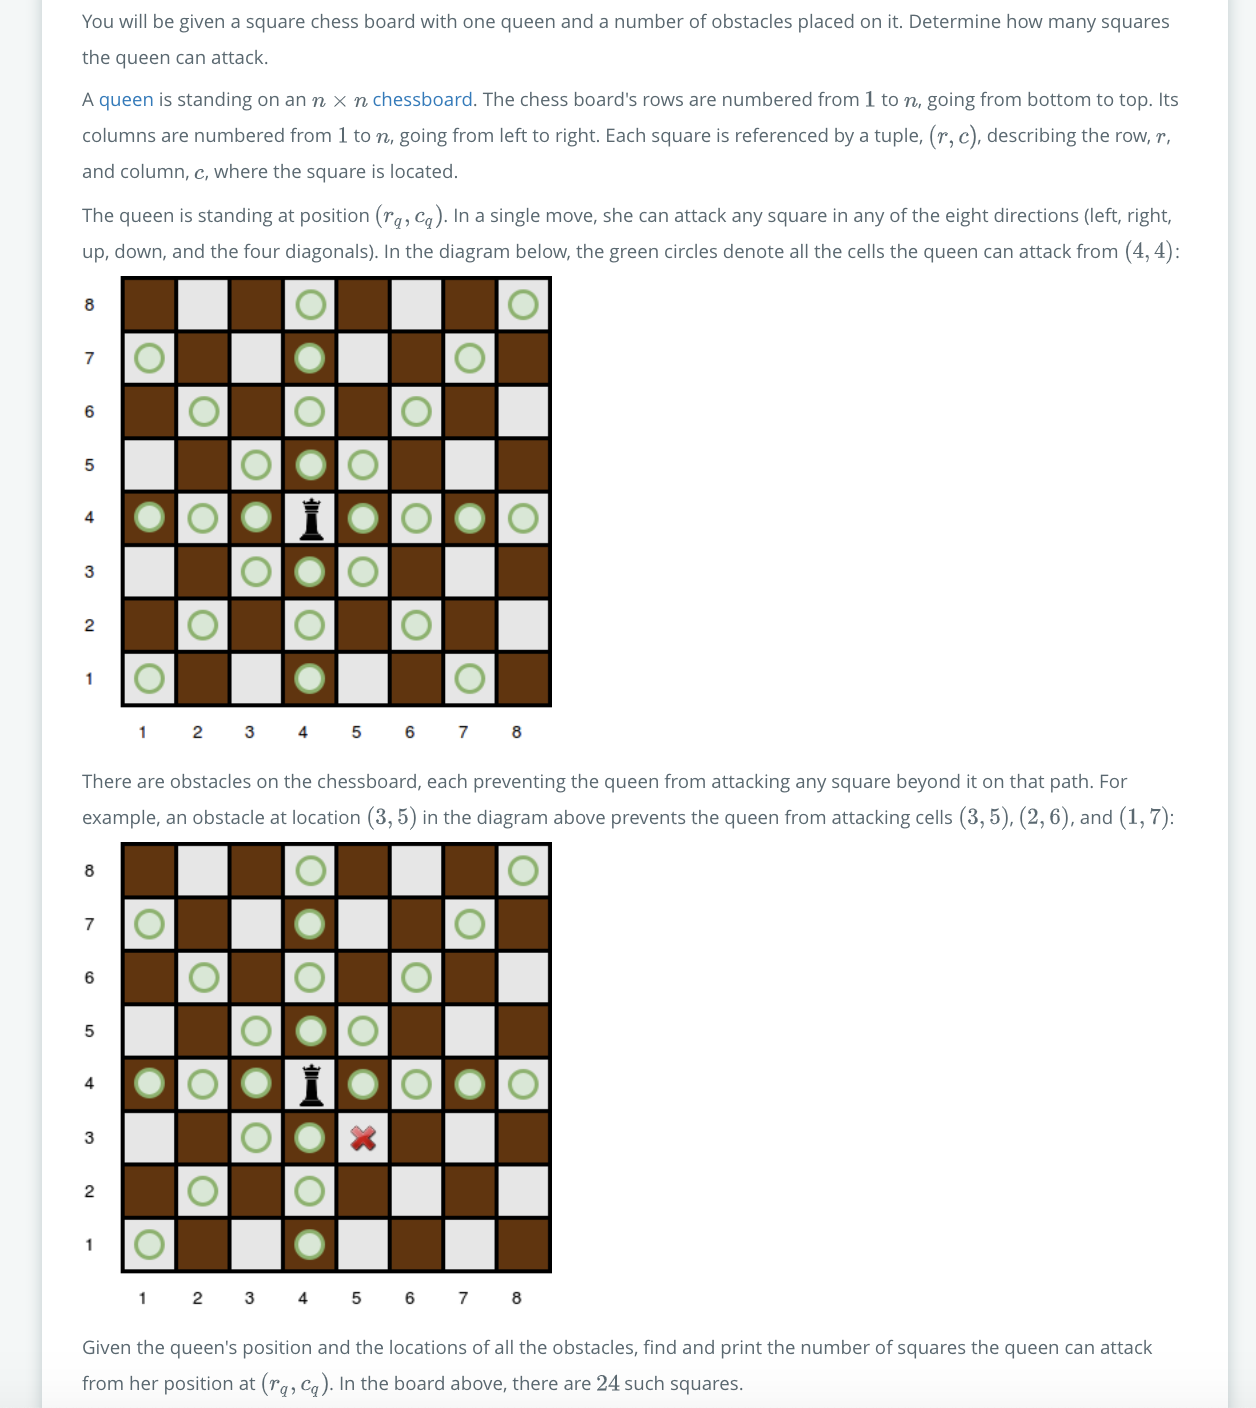 You will be given a square chess board with one queen and a number of obstacles placed on it. Determine how many squares
the queen can attack.
A queen is standing on an n × n chessboard. The chess board's rows are numbered from 1 to n, going from bottom to top. Its
columns are numbered from 1 to n, going from left to right. Each square is referenced by a tuple, (r, c), describing the row, r,
and column, c, where the square is located.
The queen is standing at position (r_q, c_q). In a single move, she can attack any square in any of the eight directions (left, right,
up, down, and the four diagonals). In the diagram below, the green circles denote all the cells the queen can attack from (4, 4):
8
7
6
5
4
3
2
1
1 2 3 4 5 6 7 8
There are obstacles on the chessboard, each preventing the queen from attacking any square beyond it on that path. For
example, an obstacle at location (3, 5) in the diagram above prevents the queen from attacking cells (3, 5), (2, 6), and (1, 7):
8
7
6
5
4
3
2
1
1 2 3 4 5 6 7 8
Given the queen's position and the locations of all the obstacles, find and print the number of squares the queen can attack
from her position at (r_q, c_q). In the board above, there are 24 such squares.